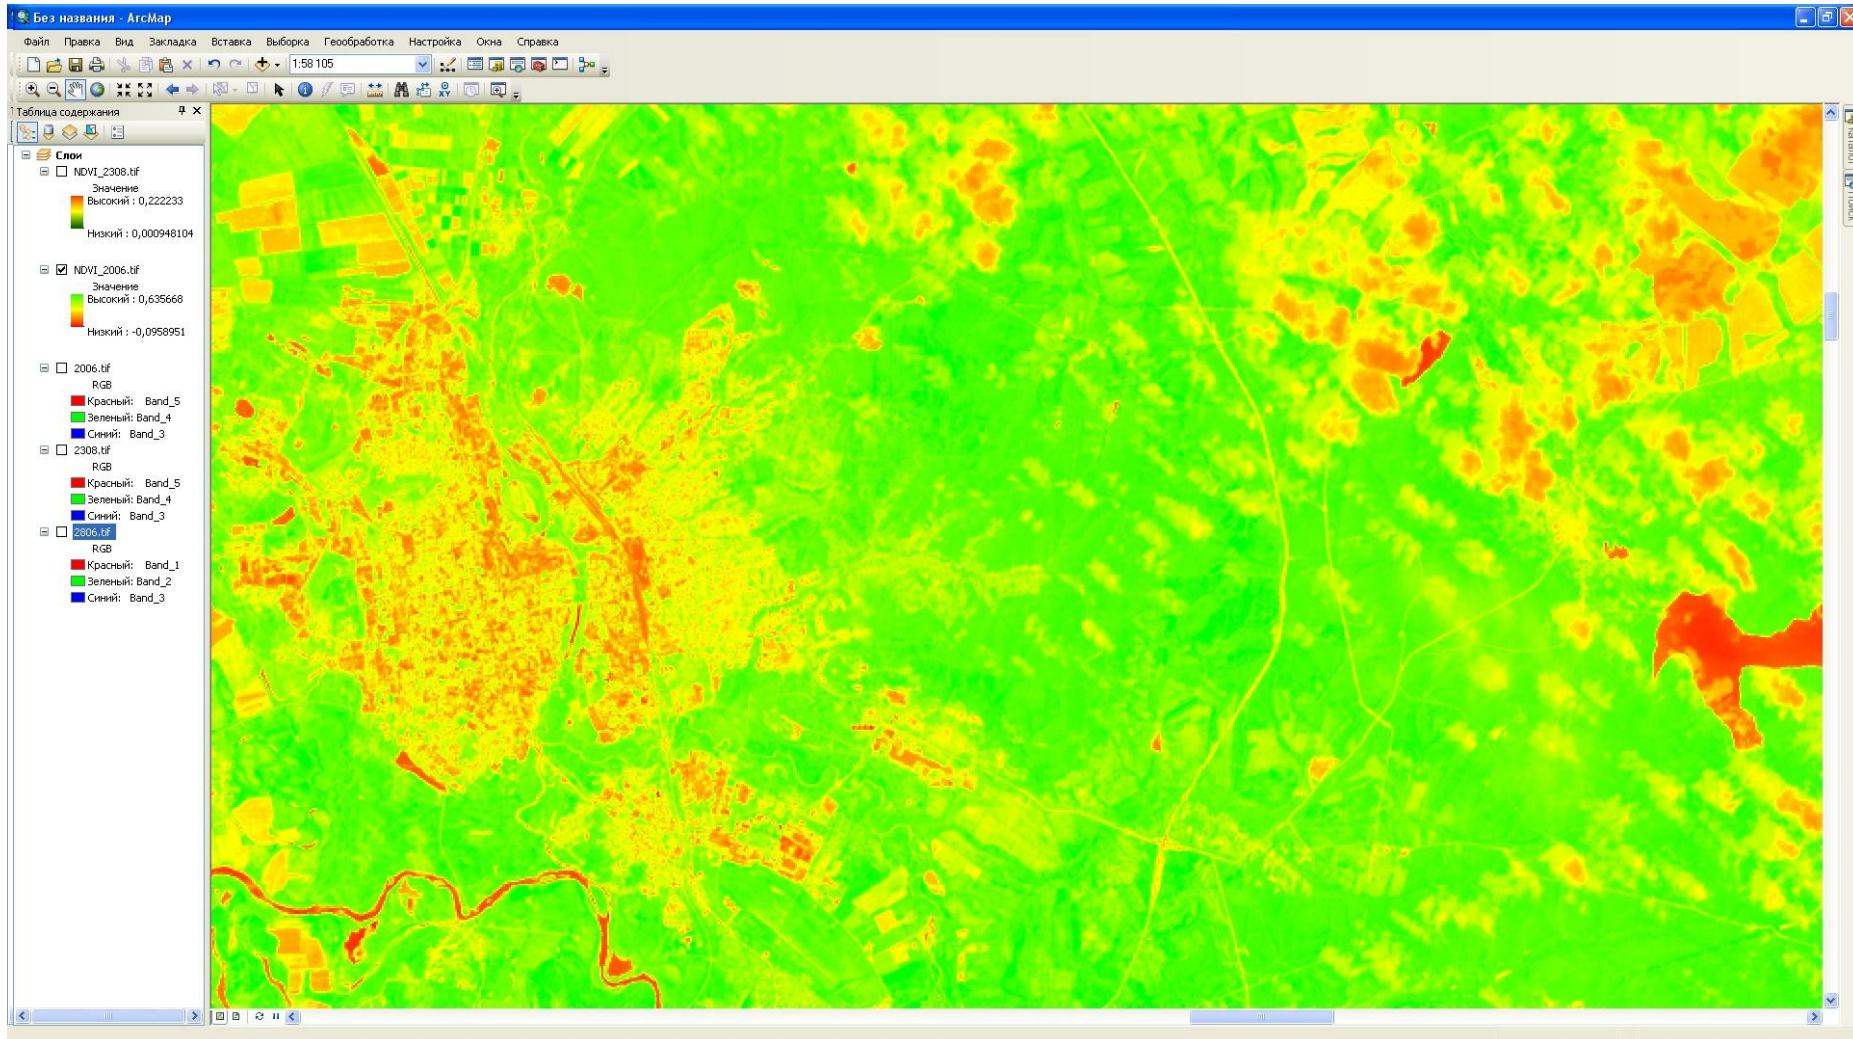 Без названия - ArcMap
Файл Правка Вид Закладка Вставка Выборка Геообработка Настройка Окна Справка
1:58 105
Таблица содержания
Слои
NDVI_2308.tif
Значение
Высокий : 0,222233
Низкий : 0,000948104
NDVI_2006.tif
Значение
Высокий : 0,635668
Низкий : -0,0958951
2006.tif
RGB
Красный: Band_5
Зеленый: Band_4
Синий: Band_3
2308.tif
RGB
Красный: Band_5
Зеленый: Band_4
Синий: Band_3
2806.tif
RGB
Красный: Band_1
Зеленый: Band_2
Синий: Band_3